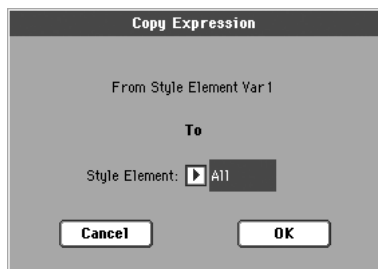 Copy Expression
From Style Element Var1
To
Style Element: All
Cancel OK